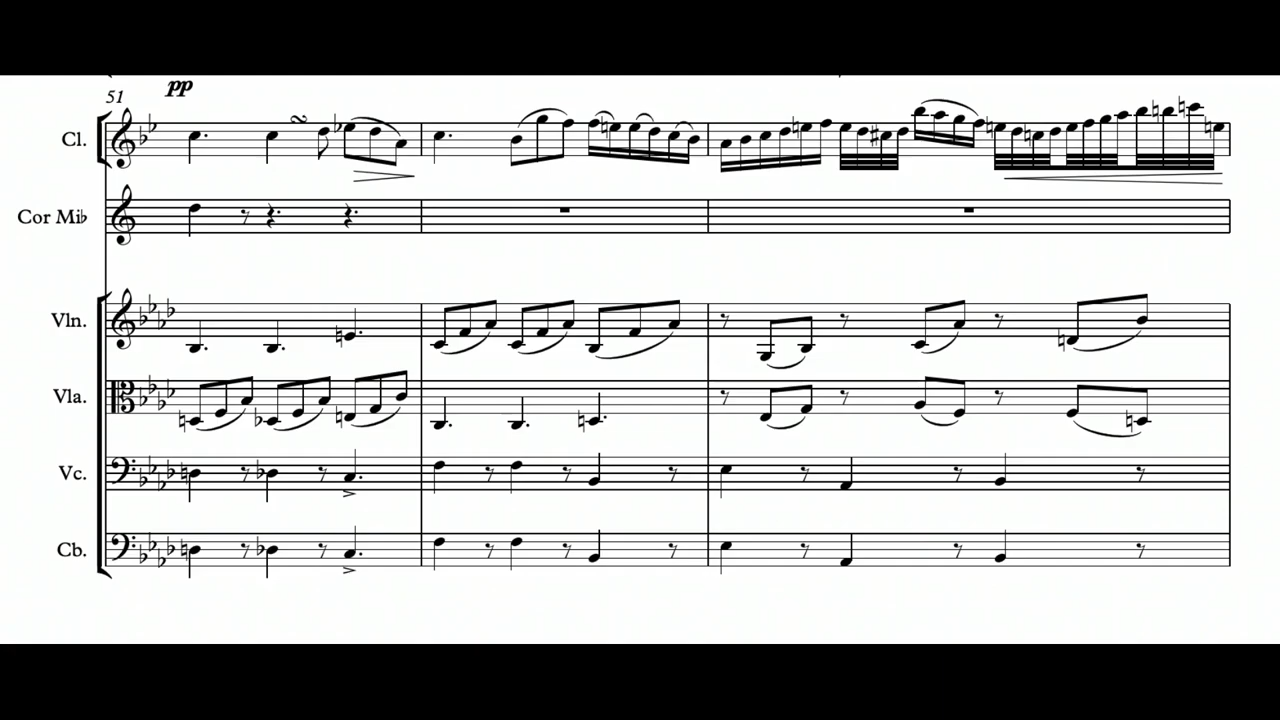 pp
51
Cl.
Cor Mi♭
Vln.
Vla.
Vc.
Cb.